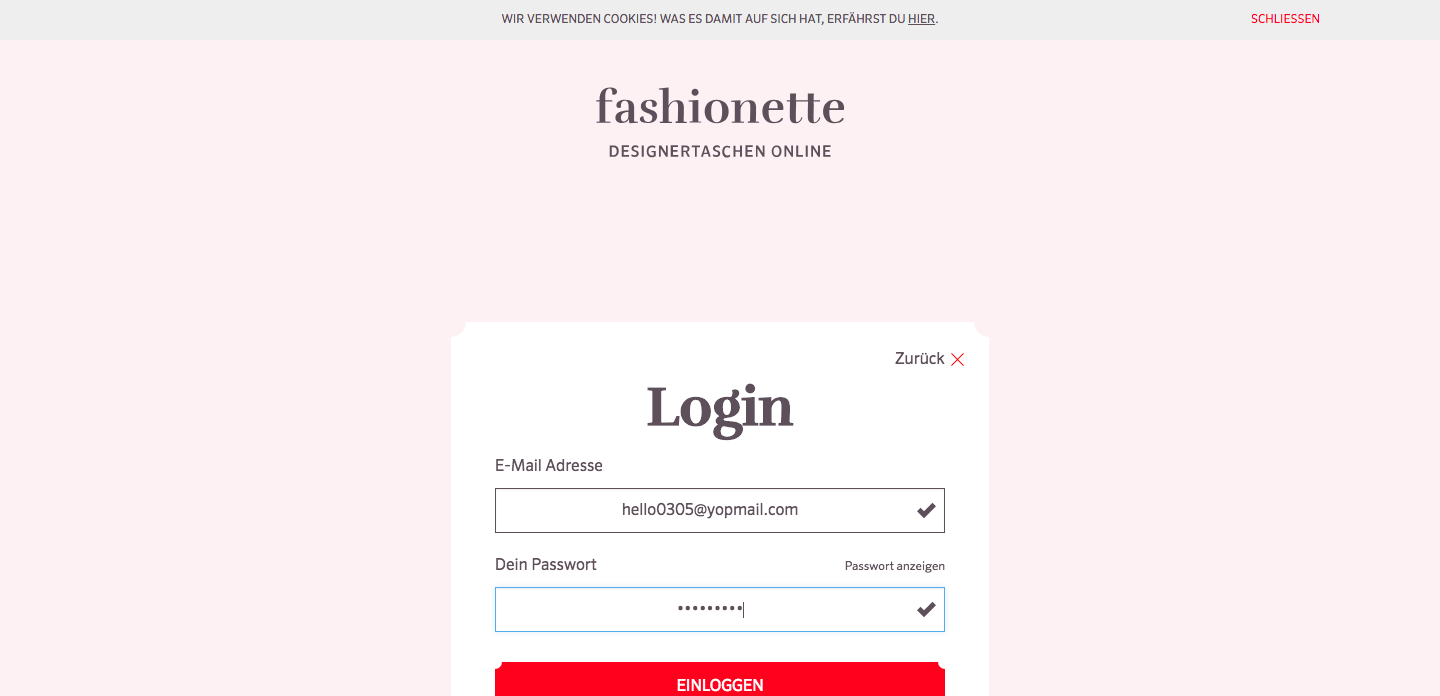 WIR VERWENDEN COOKIES! WAS ES DAMIT AUF SICH HAT, ERFÄHRST DU HIER.
SCHLIESSEN
fashionette
DESIGNERTASCHEN ONLINE
Zurück
Login
E-Mail Adresse
hello0305@yopmail.com
Dein Passwort
Passwort anzeigen
•••••••••
EINLOGGEN